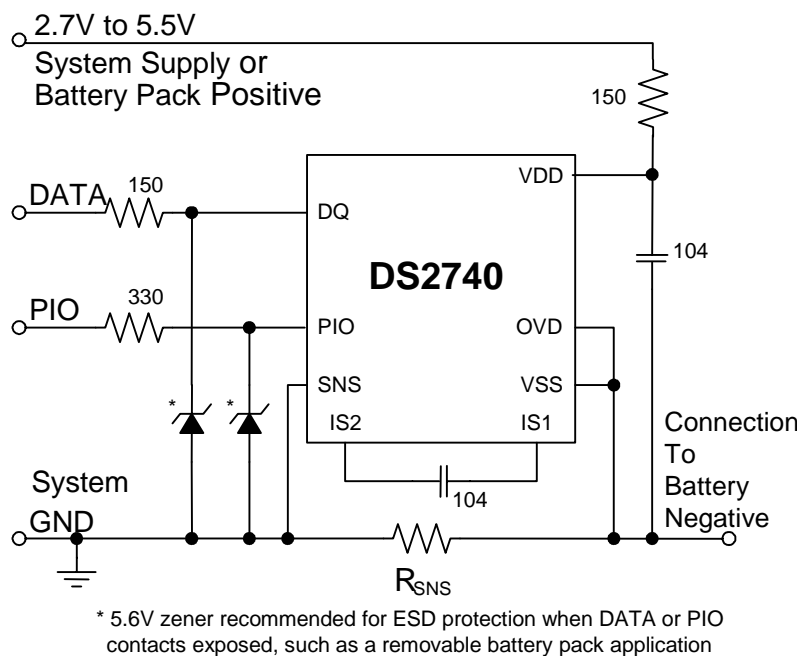 2.7V to 5.5V
System Supply or
Battery Pack Positive
150
VDD
DATA
150
DQ
104
DS2740
PIO
330
PIO
OVD
SNS
VSS
*
*
IS2
IS1
Connection
To
Battery
Negative
104
System
GND
RSNS
* 5.6V zener recommended for ESD protection when DATA or PIO
contacts exposed, such as a removable battery pack application